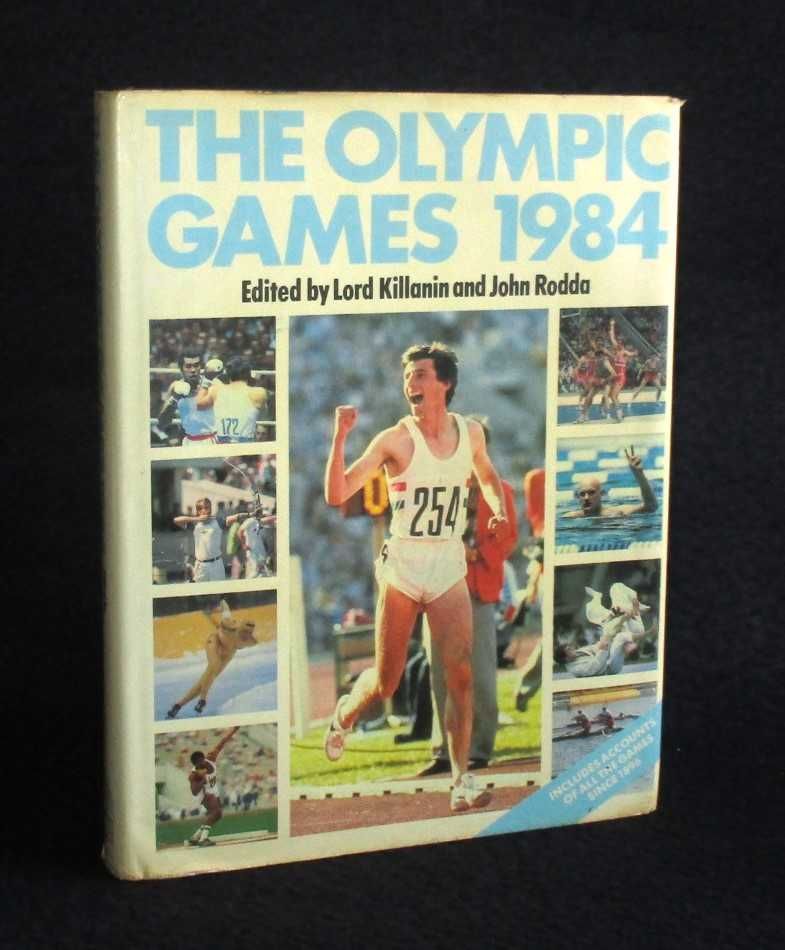 THE OLYMPIC
GAMES 1984
Edited by Lord Killanin and John Rodda
172
254
INCLUDES ACCOUNTS
OF ALL THE GAMES
SINCE 1896